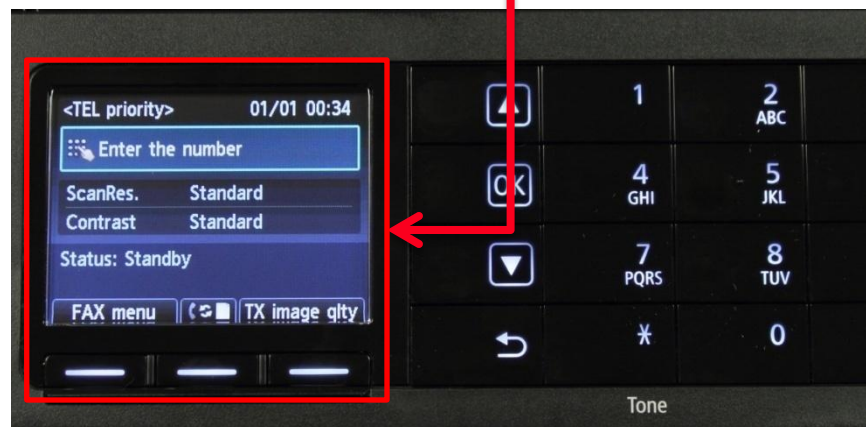 <TEL priority> 01/01 00:34
Enter the number
ScanRes. Standard
Contrast Standard
Status: Standby
FAX menu TX image qlty
1 2
ABC
OK 4 5
GHI JKL
7 8
PQRS TUV
* 0
Tone